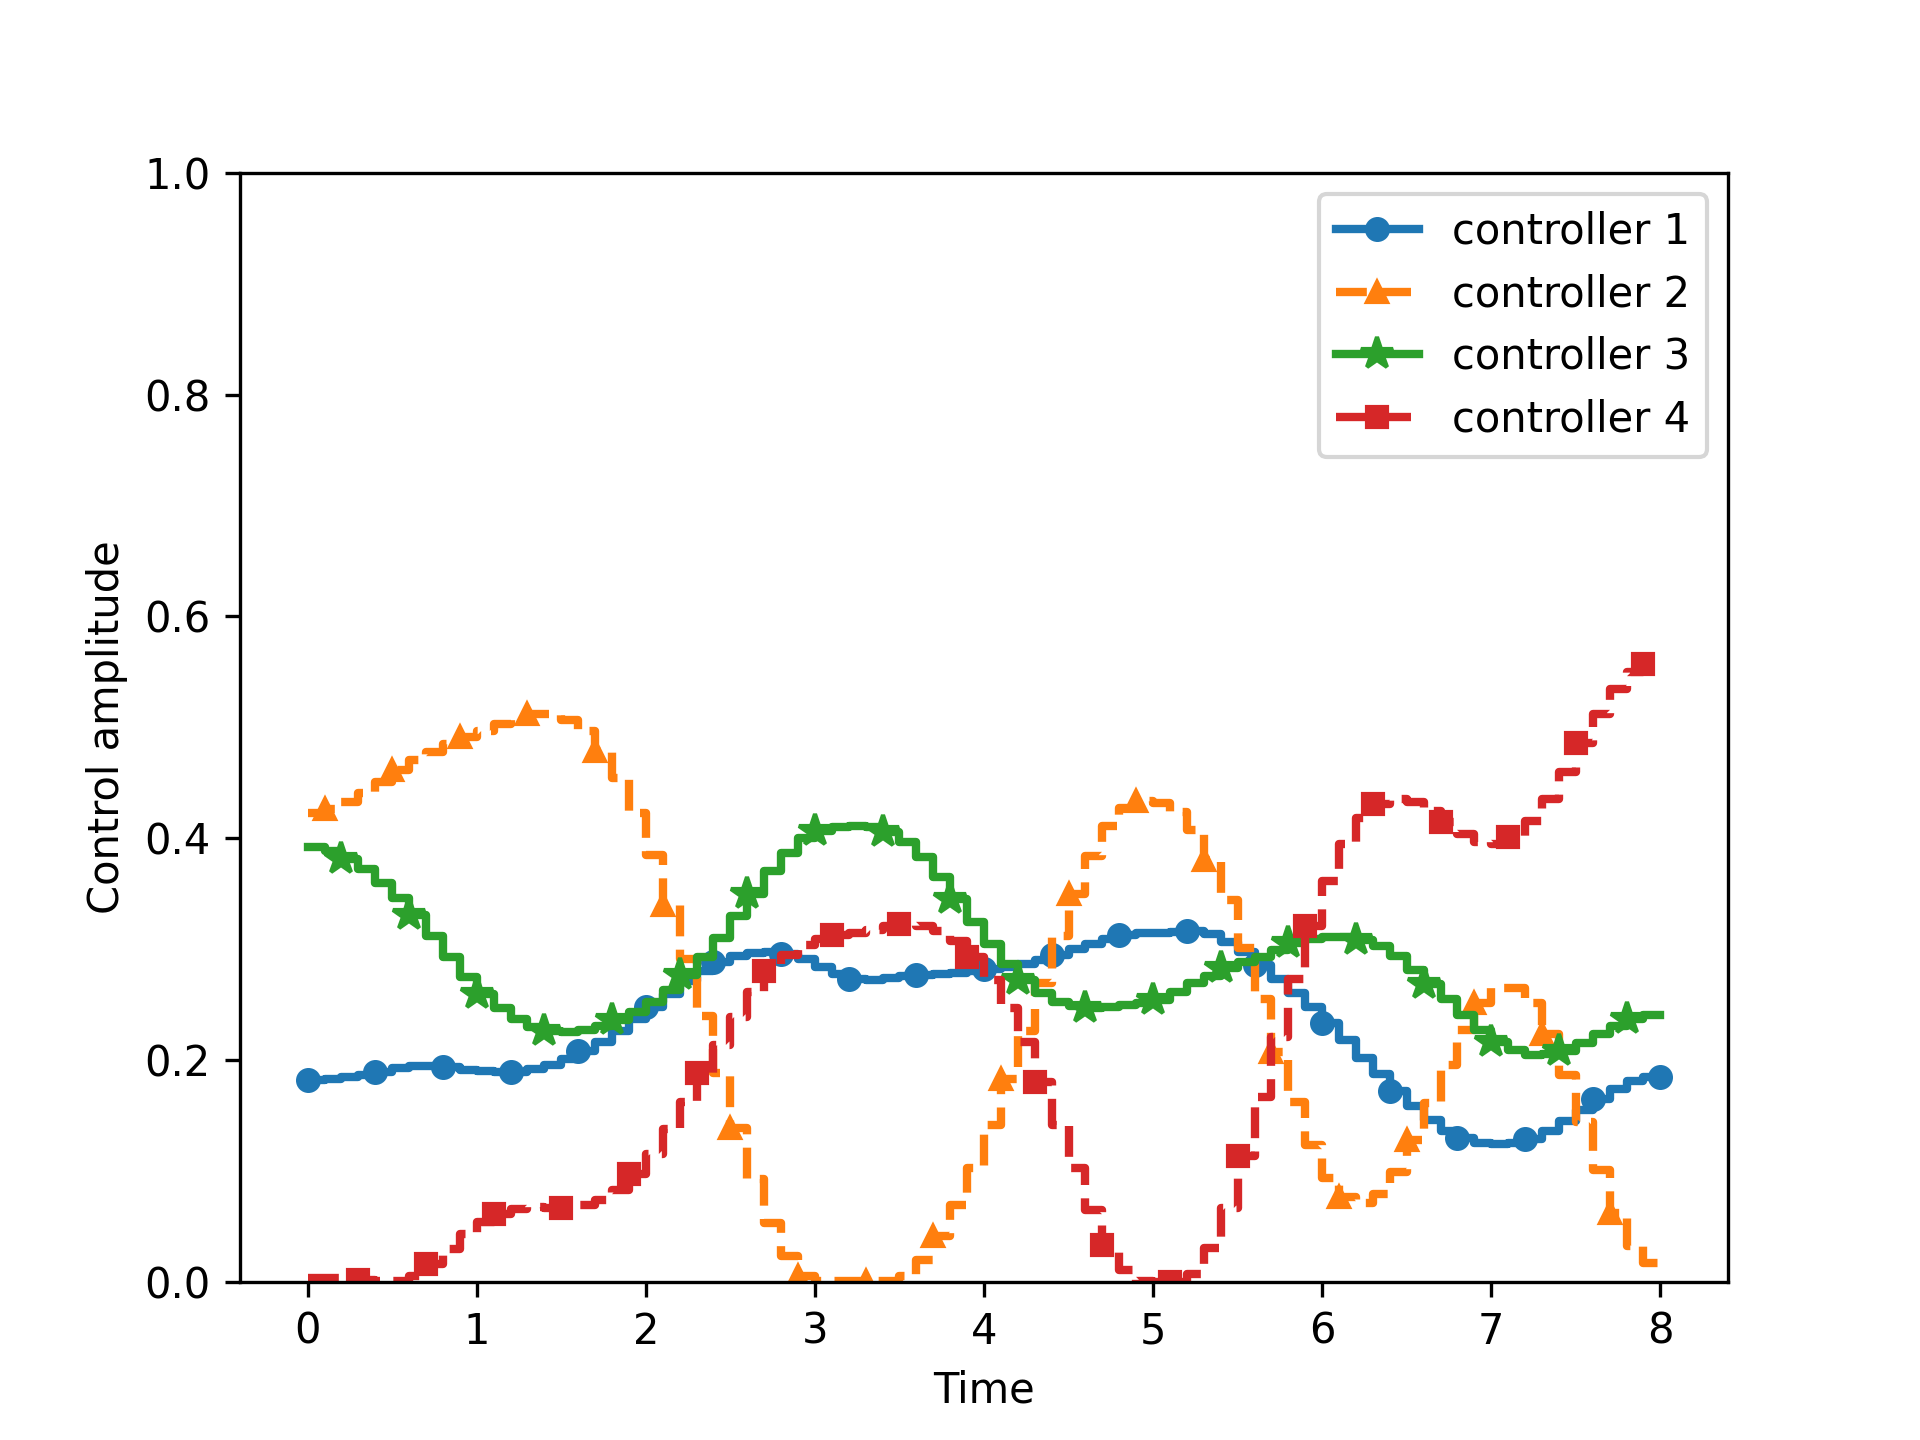 1.0
0.8
0.6
0.4
0.2
0.0
Control amplitude
0 1 2 3 4 5 6 7 8
Time
controller 1
controller 2
controller 3
controller 4